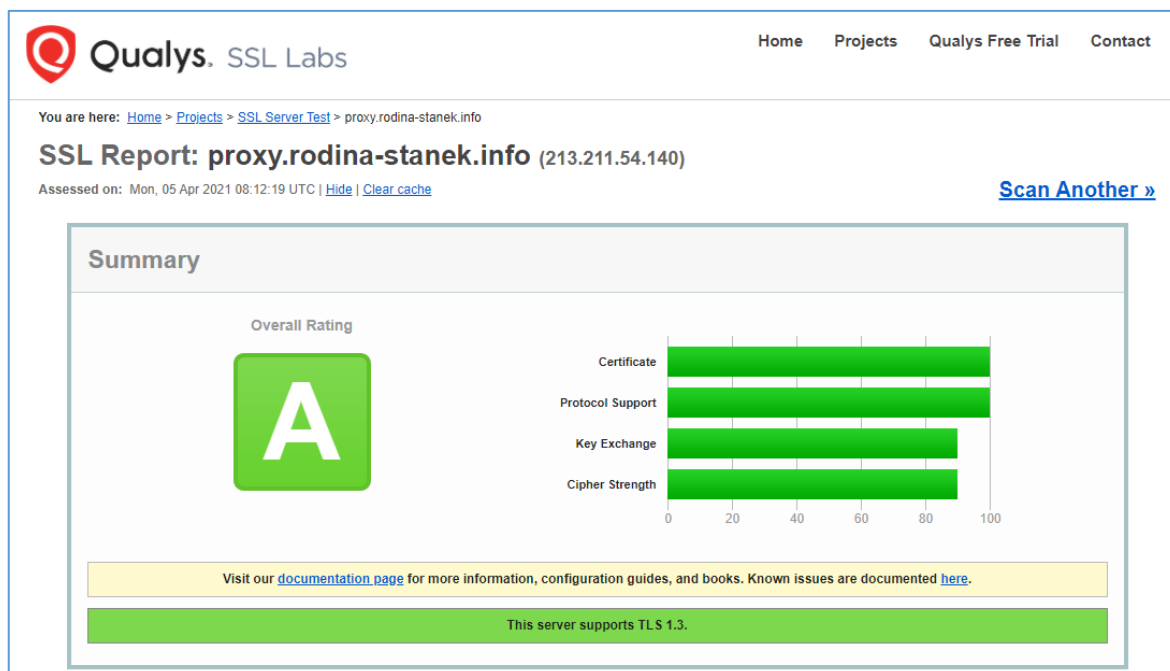 Qualys. SSL Labs
Home Projects Qualys Free Trial Contact
You are here: Home > Projects > SSL Server Test > proxy.rodina-stanek.info
SSL Report: proxy.rodina-stanek.info (213.211.54.140)
Assessed on: Mon, 05 Apr 2021 08:12:19 UTC | Hide | Clear cache
Scan Another »
Summary
Overall Rating
A
Certificate
Protocol Support
Key Exchange
Cipher Strength
0 20 40 60 80 100
Visit our documentation page for more information, configuration guides, and books. Known issues are documented here.
This server supports TLS 1.3.